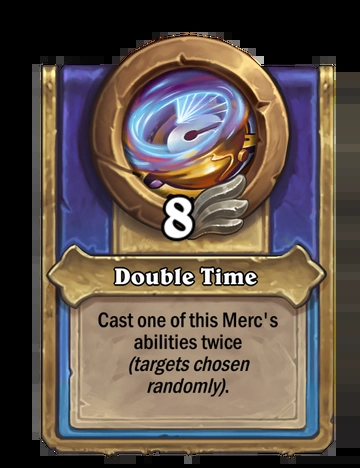 8
Double Time
Cast one of this Merc's
abilities twice
(targets chosen
randomly).